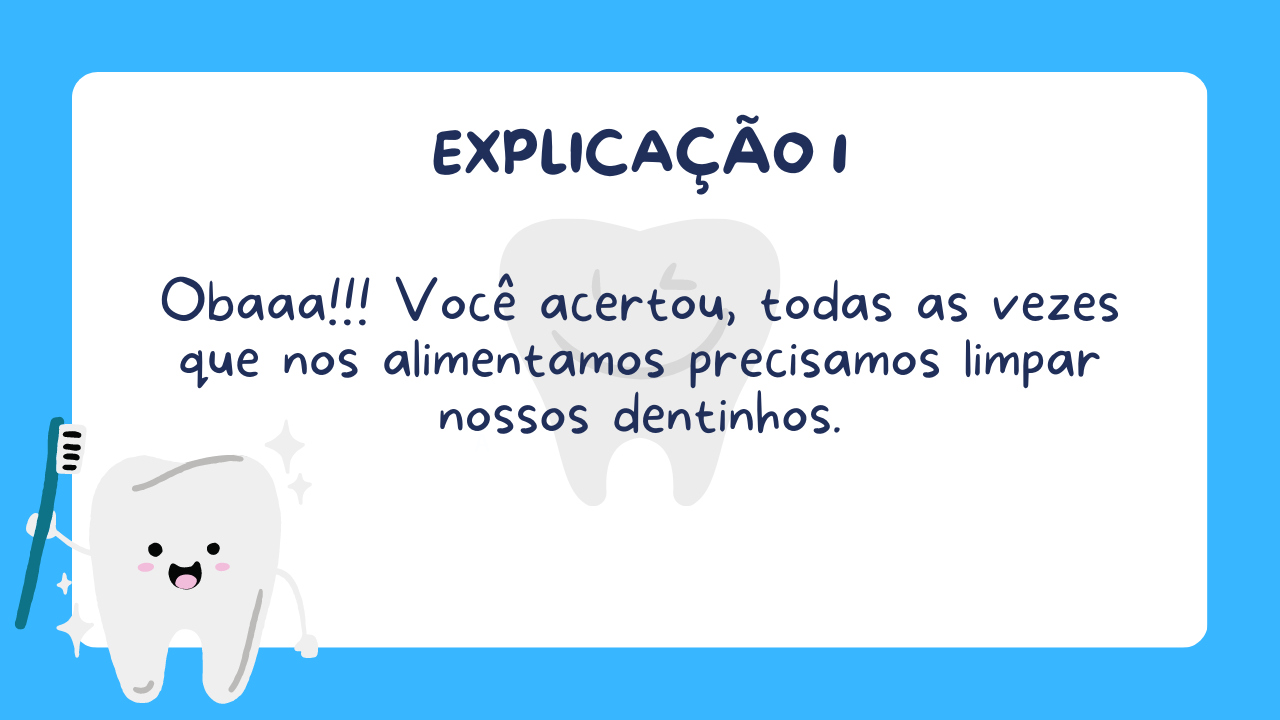 EXPLICAÇÃO 1
Obaaa!!! Você acertou, todas as vezes
que nos alimentamos precisamos limpar
nossos dentinhos.